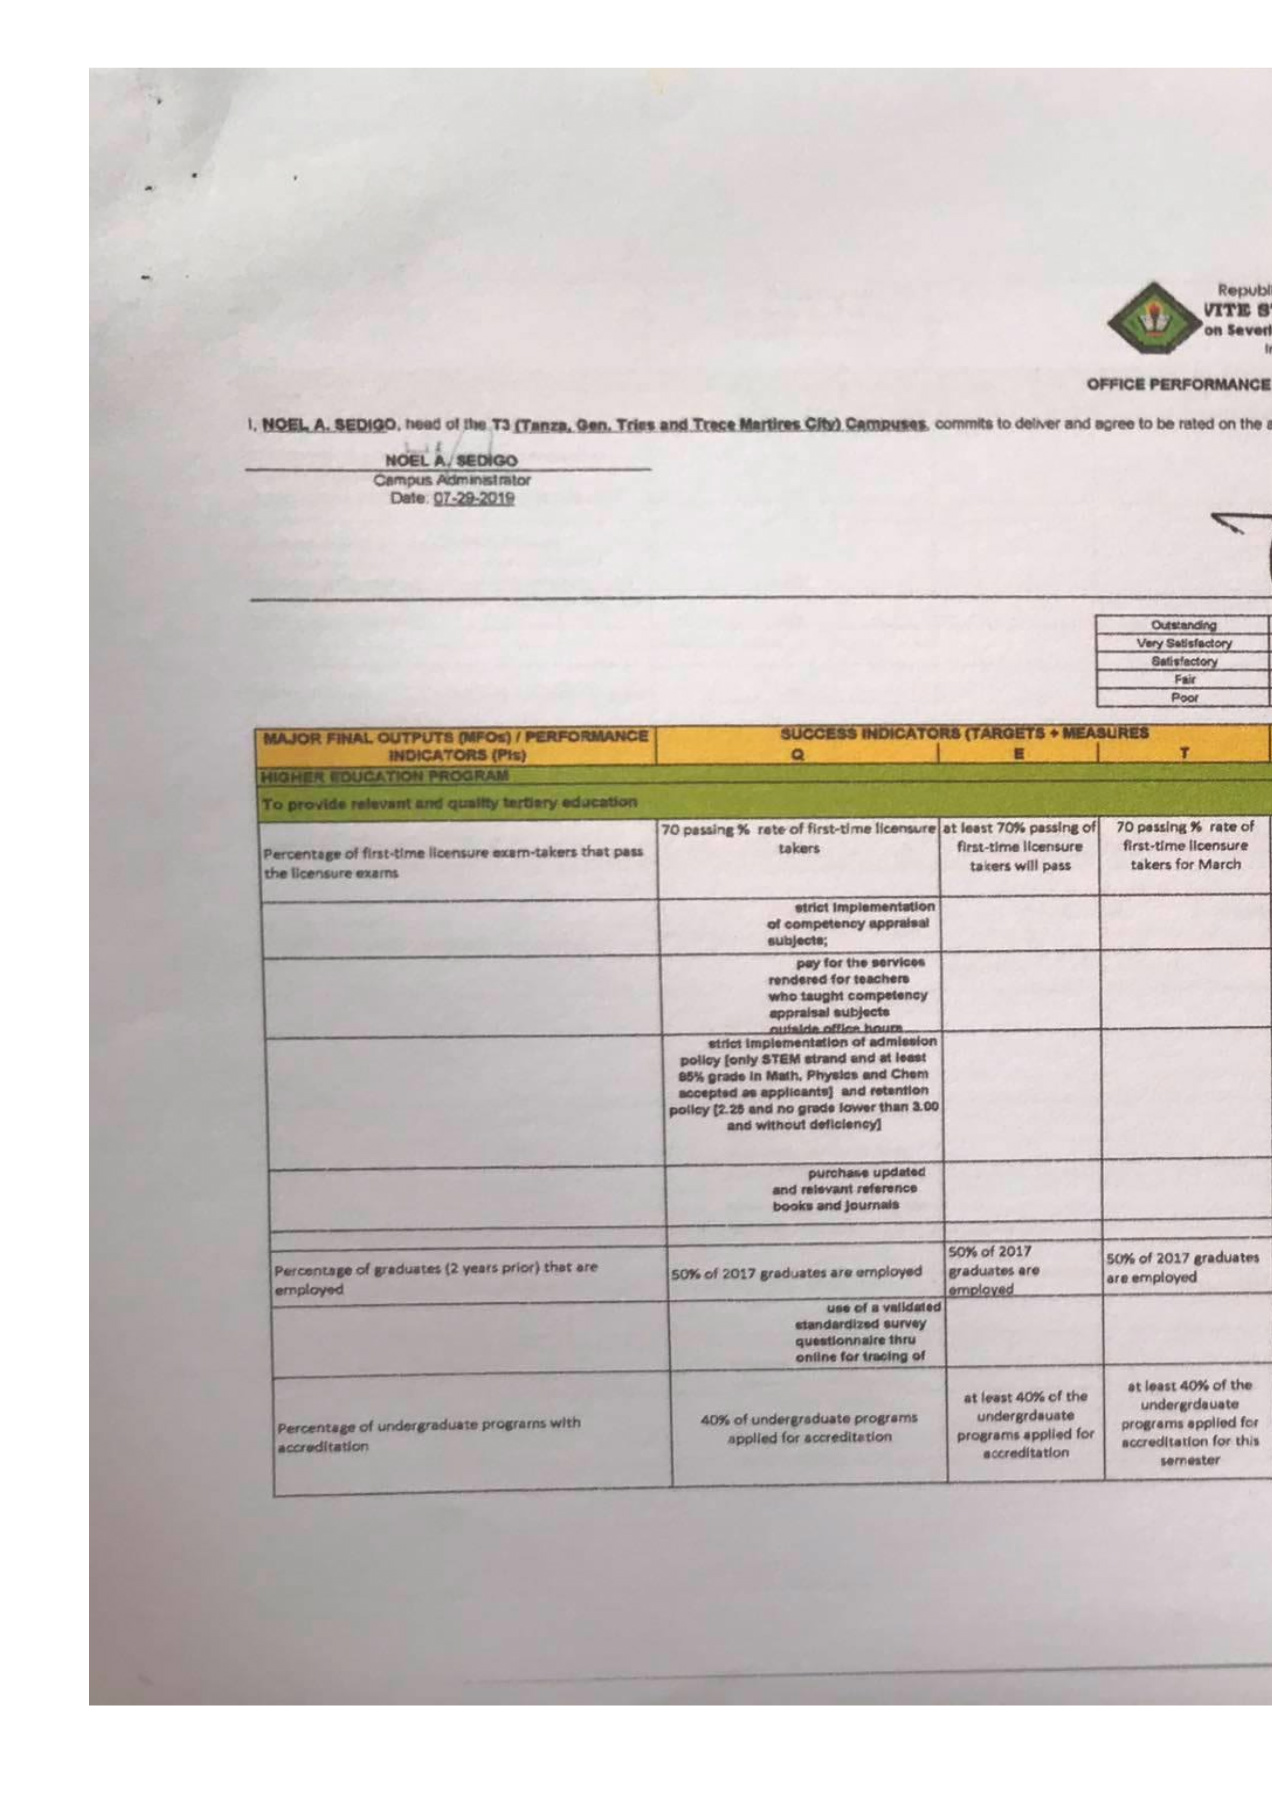 Republi
VITE S
on Severi
OFFICE PERFORMANCE
I, NOEL A. SEDIGO, head of the T3 (Tanza, Gen. Trias and Trece Martires City) Campuses, commits to deliver and agree to be rated on the a
NOEL A. SEDIGO
Campus Administrator
Date: 07-29-2019
Outstanding
Very Satisfactory
Satisfactory
Fair
Poor
MAJOR FINAL OUTPUTS (MFOs) / PERFORMANCE
INDICATORS (PIs)
SUCCESS INDICATORS (TARGETS + MEASURES
Q E T
HIGHER EDUCATION PROGRAM
To provide relevant and quality tertiary education
Percentage of first-time licensure exam-takers that pass
the licensure exams
70 passing % rate of first-time licensure
takers
at least 70% passing of
first-time licensure
takers will pass
70 passing % rate of
first-time licensure
takers for March
strict implementation
of competency appraisal
subjects;
pay for the services
rendered for teachers
who taught competency
appraisal subjects
outside office hours
strict implementation of admission
policy [only STEM strand and at least
85% grade in Math, Physics and Chem
accepted as applicants] and retention
policy [2.25 and no grade lower than 3.00
and without deficiency]
purchase updated
and relevant reference
books and journals
Percentage of graduates (2 years prior) that are
employed
50% of 2017 graduates are employed
50% of 2017
graduates are
employed
50% of 2017 graduates
are employed
use of a validated
standardized survey
questionnaire thru
online for tracing of
Percentage of undergraduate programs with
accreditation
40% of undergraduate programs
applied for accreditation
at least 40% of the
undergrdauate
programs applied for
accreditation
at least 40% of the
undergrdauate
programs applied for
accreditation for this
semester